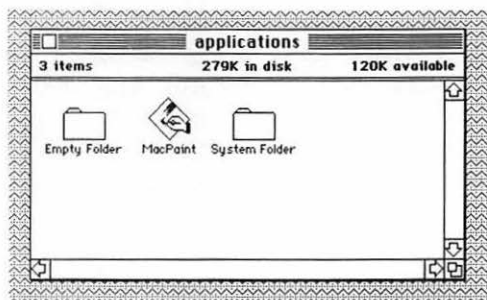 applications
3 items 279K in disk 120K available
Empty Folder MacPaint System Folder